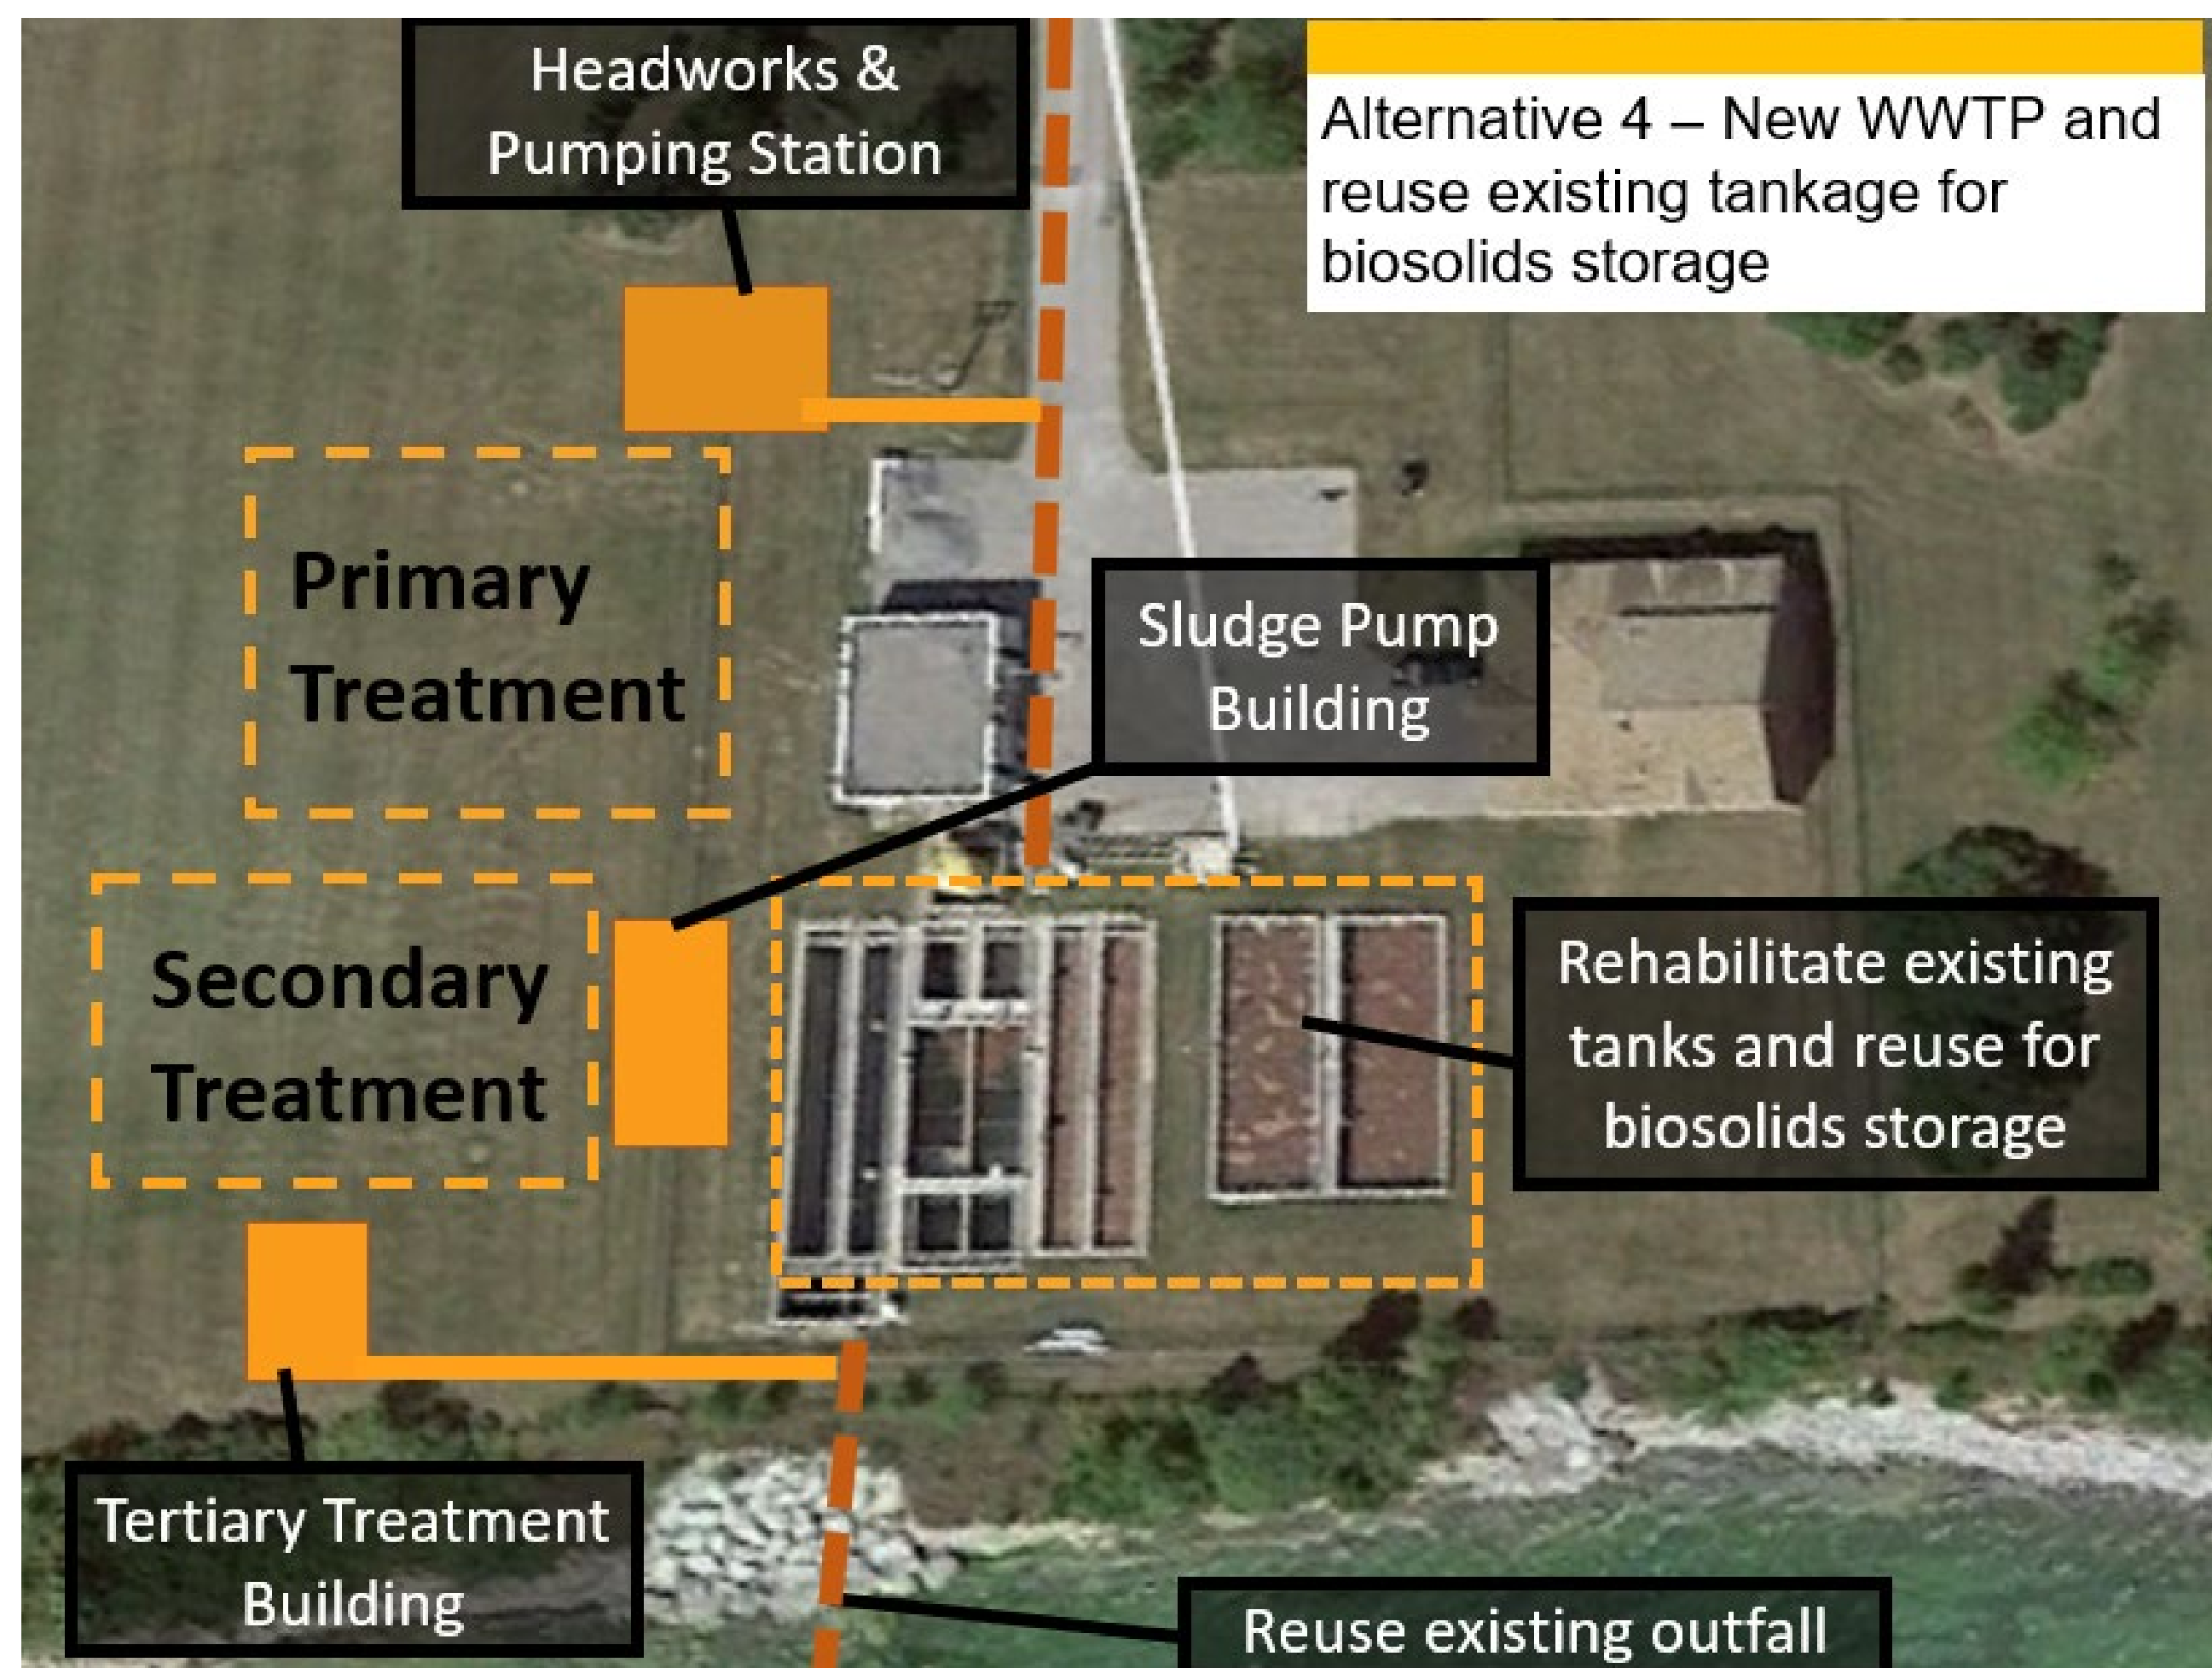 Headworks &
Pumping Station
Alternative 4 – New WWTP and
reuse existing tankage for
biosolids storage
Primary
Treatment
Sludge Pump
Building
Secondary
Treatment
Rehabilitate existing
tanks and reuse for
biosolids storage
Tertiary Treatment
Building
Reuse existing outfall